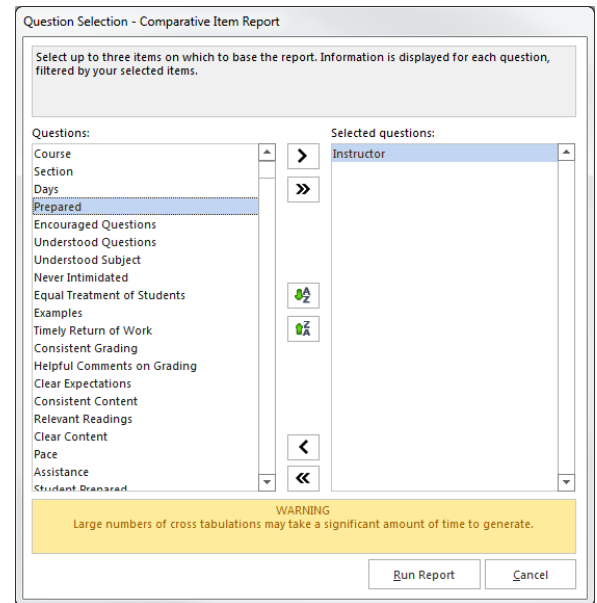 Question Selection - Comparative Item Report
Select up to three items on which to base the report. Information is displayed for each question,
filtered by your selected items.
Questions:
Selected questions:
Course
Section
Days
Prepared
Encouraged Questions
Understood Questions
Understood Subject
Never Intimidated
Equal Treatment of Students
Examples
Timely Return of Work
Consistent Grading
Helpful Comments on Grading
Clear Expectations
Consistent Content
Relevant Readings
Clear Content
Pace
Assistance
Student Prepared
A
Z
Z
A
Instructor
WARNING
Large numbers of cross tabulations may take a significant amount of time to generate.
Run Report
Cancel